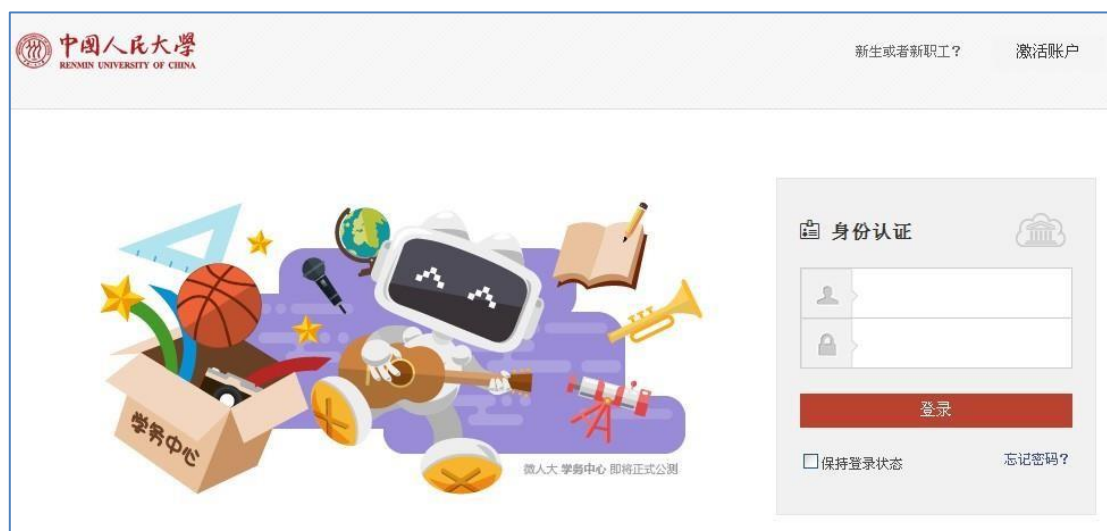 中国人民大學
RENMIN UNIVERSITY OF CHINA
新生或者新职工? 激活账户
身份认证
学务中心
登录
保持登录状态 忘记密码?
微人大 学务中心 即将正式公测